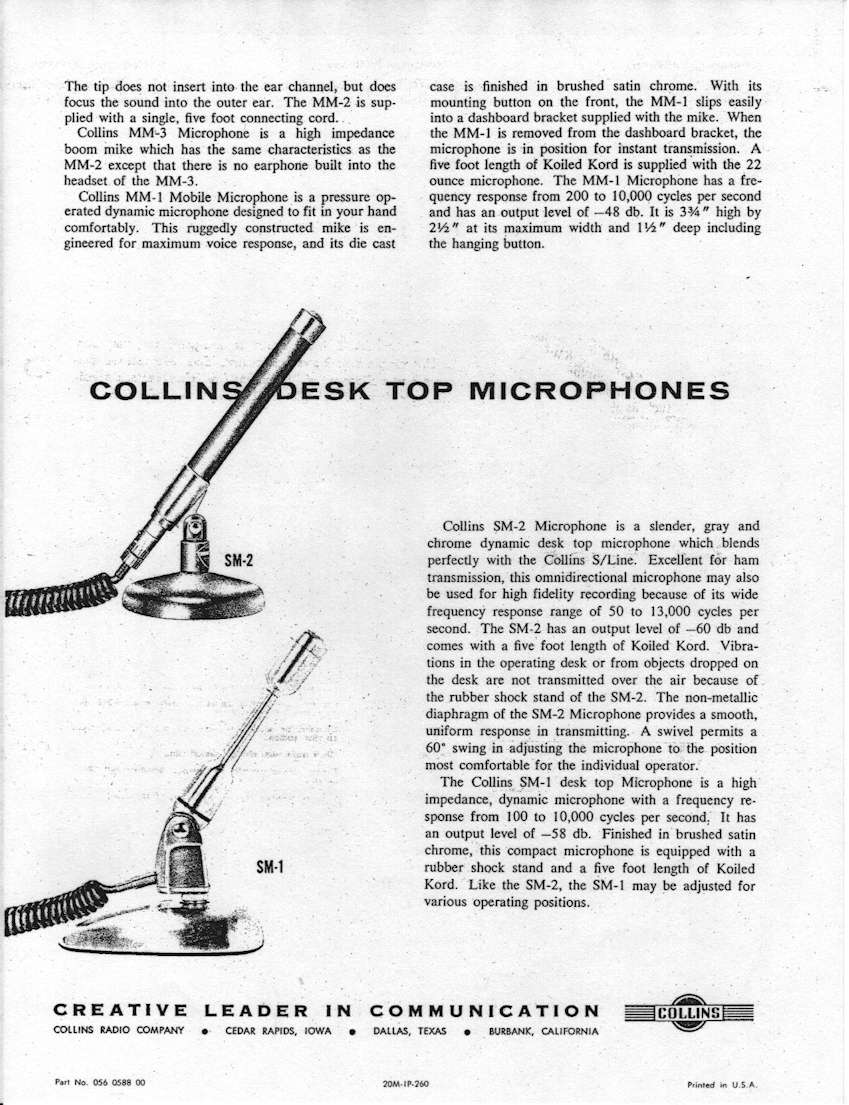 The tip does not insert into the ear channel, but does
focus the sound into the outer ear. The MM-2 is sup-
plied with a single, five foot connecting cord.
Collins MM-3 Microphone is a high impedance
boom mike which has the same characteristics as the
MM-2 except that there is no earphone built into the
headset of the MM-3.
Collins MM-1 Mobile Microphone is a pressure op-
erated dynamic microphone designed to fit in your hand
comfortably. This ruggedly constructed mike is en-
gineered for maximum voice response, and its die cast
case is finished in brushed satin chrome. With its
mounting button on the front, the MM-1 slips easily
into a dashboard bracket supplied with the mike. When
the MM-1 is removed from the dashboard bracket, the
microphone is in position for instant transmission. A
five foot length of Koiled Kord is supplied with the 22
ounce microphone. The MM-1 Microphone has a fre-
quency response from 200 to 10,000 cycles per second
and has an output level of —48 db. It is 3¾" high by
2½" at its maximum width and 1½" deep including
the hanging button.
COLLINS DESK TOP MICROPHONES
SM-2
Collins SM-2 Microphone is a slender, gray and
chrome dynamic desk top microphone which blends
perfectly with the Collins S/Line. Excellent for ham
transmission, this omnidirectional microphone may also
be used for high fidelity recording because of its wide
frequency response range of 50 to 13,000 cycles per
second. The SM-2 has an output level of —60 db and
comes with a five foot length of Koiled Kord. Vibra-
tions in the operating desk or from objects dropped on
the desk are not transmitted over the air because of
the rubber shock stand of the SM-2. The non-metallic
diaphragm of the SM-2 Microphone provides a smooth,
uniform response in transmitting. A swivel permits a
60° swing in adjusting the microphone to the position
most comfortable for the individual operator.
The Collins SM-1 desk top Microphone is a high
impedance, dynamic microphone with a frequency re-
sponse from 100 to 10,000 cycles per second. It has
an output level of —58 db. Finished in brushed satin
chrome, this compact microphone is equipped with a
rubber shock stand and a five foot length of Koiled
Kord. Like the SM-2, the SM-1 may be adjusted for
various operating positions.
SM-1
CREATIVE LEADER IN COMMUNICATION
COLLINS
COLLINS RADIO COMPANY • CEDAR RAPIDS, IOWA • DALLAS, TEXAS • BURBANK, CALIFORNIA
Part No. 056 0588 00
20M-IP-260
Printed in U.S.A.